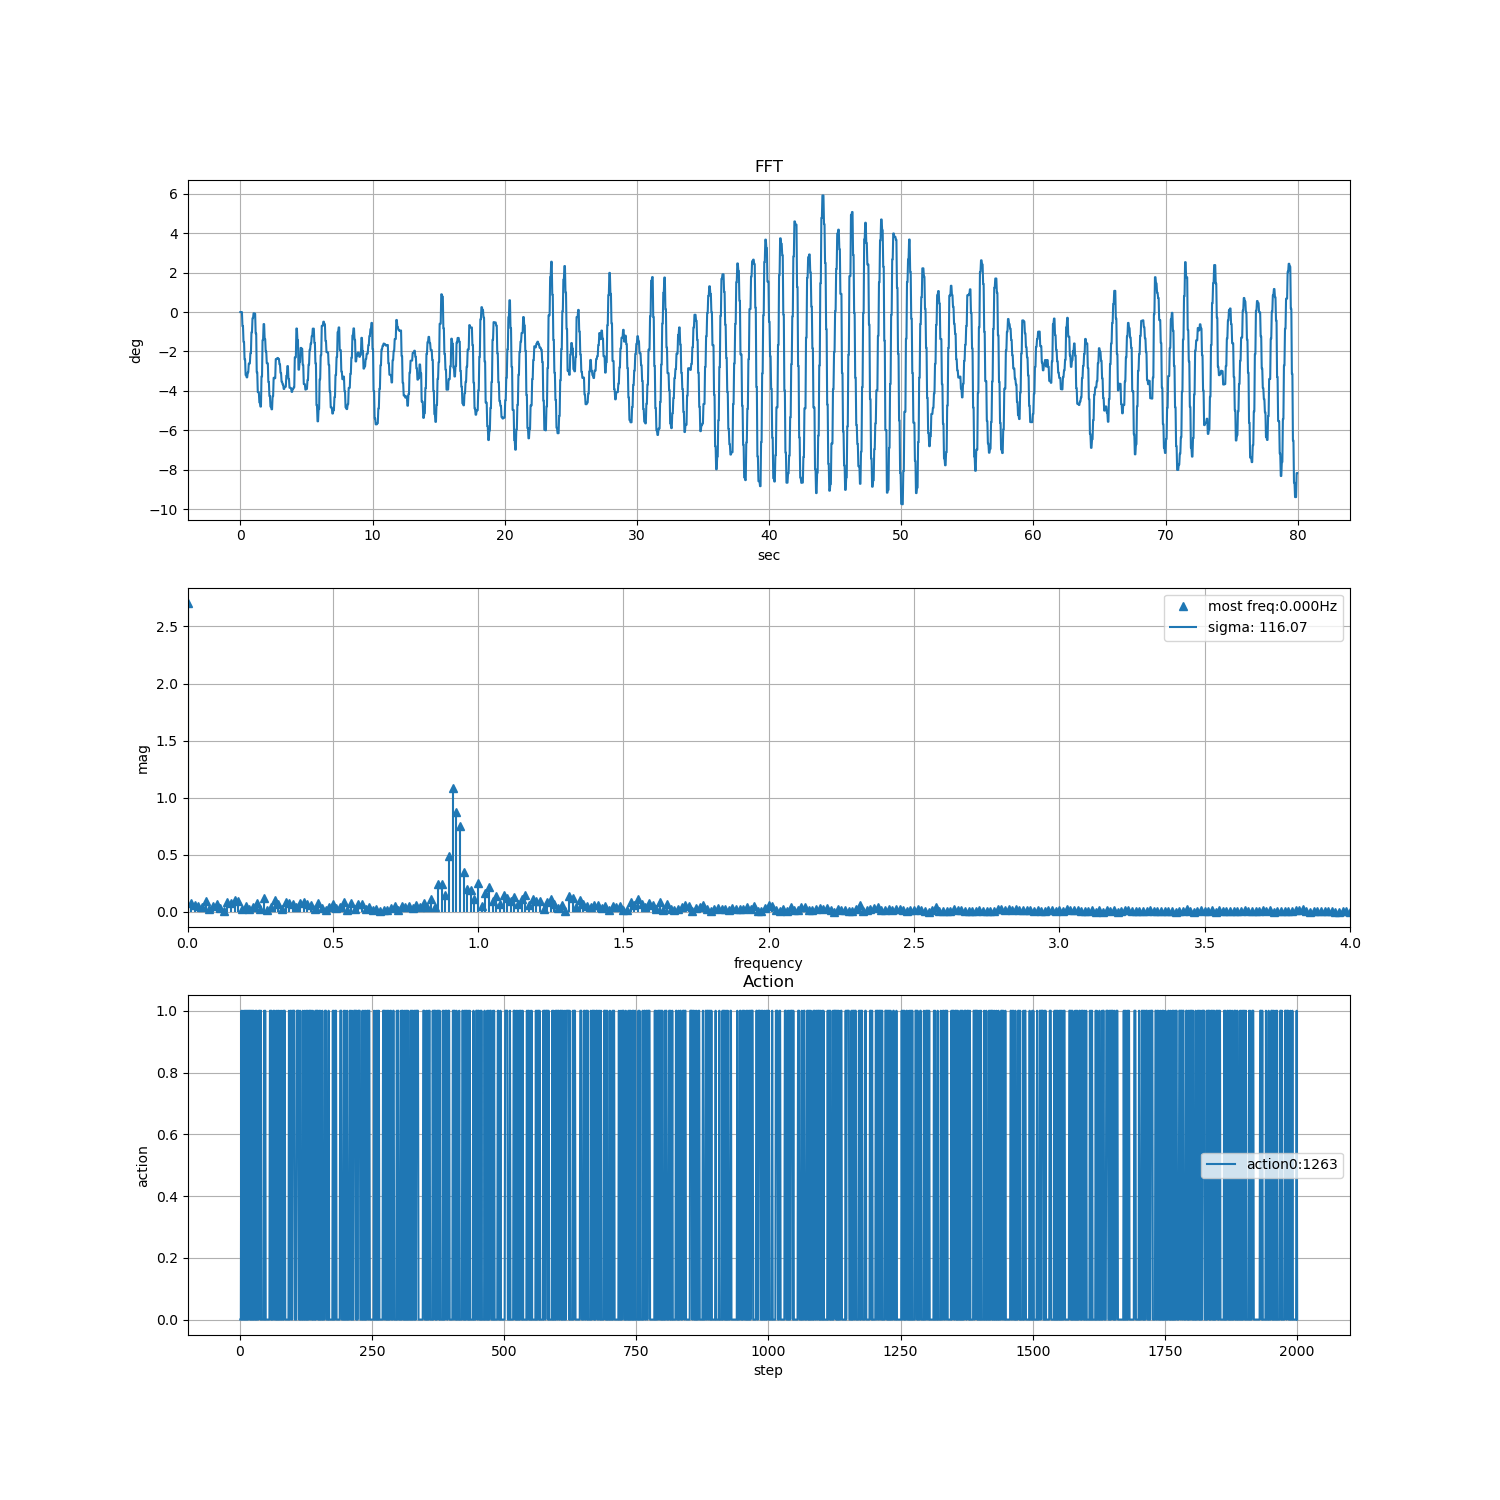 FFT
6
4
2
0
−2
−4
−6
−8
−10
deg
0 10 20 30 40 50 60 70 80
sec
most freq:0.000Hz
sigma: 116.07
2.5
2.0
1.5
1.0
0.5
0.0
mag
0.0 0.5 1.0 1.5 2.0 2.5 3.0 3.5 4.0
frequency
Action
1.0
0.8
0.6
0.4
0.2
0.0
action
action0:1263
0 250 500 750 1000 1250 1500 1750 2000
step